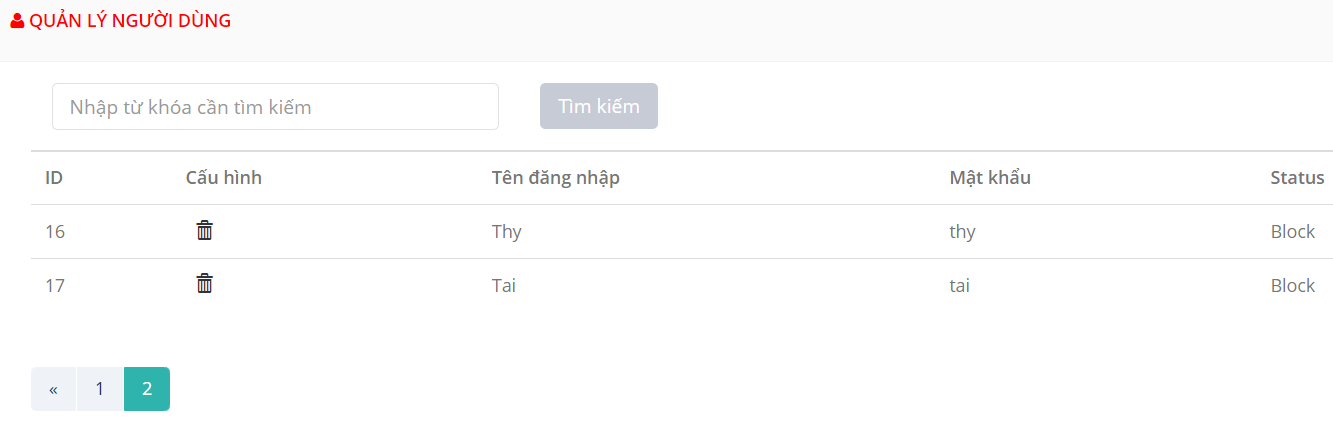 QUẢN LÝ NGƯỜI DÙNG
Nhập từ khóa cần tìm kiếm Tìm kiếm
ID Cấu hình Tên đăng nhập Mật khẩu Status
16 Thy thy Block
17 Tai tai Block
« 1 2